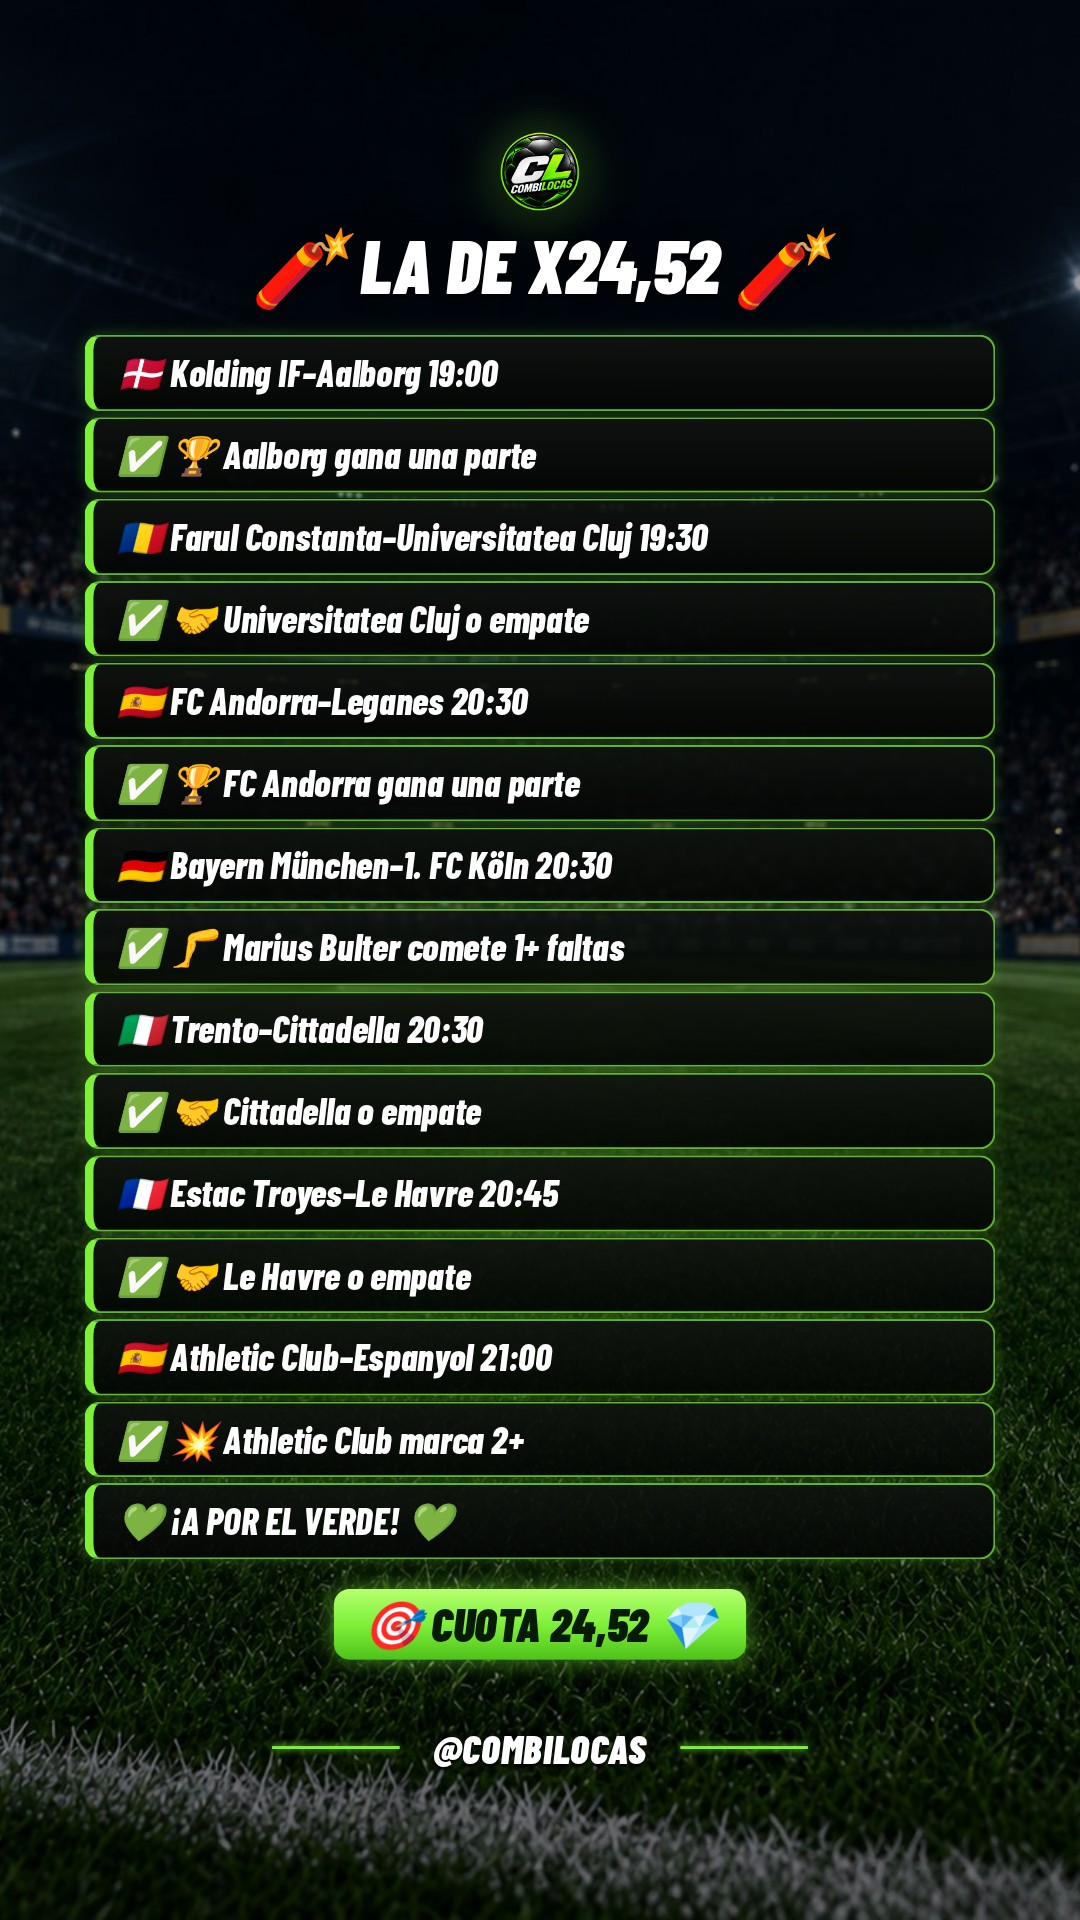 CL
COMBILOCAS
🧨 LA DE X24,52 🧨
🇩🇰 Kolding IF-Aalborg 19:00
✅ 🏆 Aalborg gana una parte
🇷🇴 Farul Constanta-Universitatea Cluj 19:30
✅ 🤝 Universitatea Cluj o empate
🇪🇸 FC Andorra-Leganes 20:30
✅ 🏆 FC Andorra gana una parte
🇩🇪 Bayern München-1. FC Köln 20:30
✅ 🦵 Marius Bulter comete 1+ faltas
🇮🇹 Trento-Cittadella 20:30
✅ 🤝 Cittadella o empate
🇫🇷 Estac Troyes-Le Havre 20:45
✅ 🤝 Le Havre o empate
🇪🇸 Athletic Club-Espanyol 21:00
✅ 💥 Athletic Club marca 2+
💚 ¡A POR EL VERDE! 💚
🎯 CUOTA 24,52 💎
@COMBILOCAS